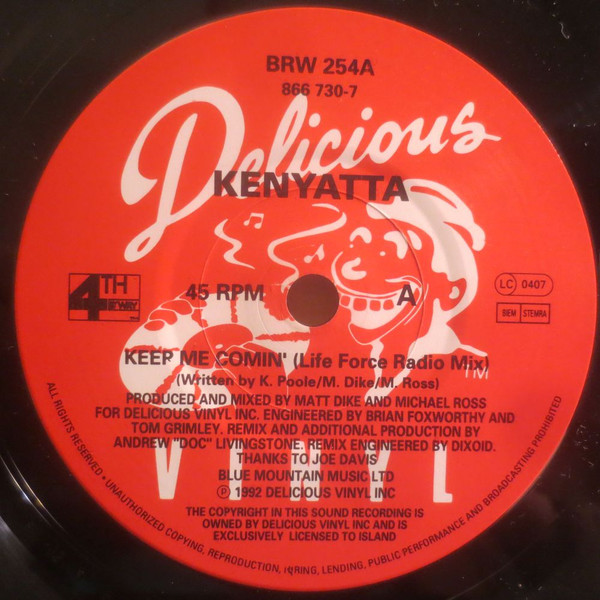 BRW 254A
866 730-7
Delicious
KENYATTA
4TH
B'WAY
45 RPM
A
LC 0407
BIEM STEMRA
KEEP ME COMIN' (Life Force Radio Mix)
TM
(Written by K. Poole/M. Dike/M. Ross)
PRODUCED AND MIXED BY MATT DIKE AND MICHAEL ROSS
FOR DELICIOUS VINYL INC. ENGINEERED BY BRIAN FOXWORTHY AND
TOM GRIMLEY. REMIX AND ADDITIONAL PRODUCTION BY
ANDREW "DOC" LIVINGSTONE. REMIX ENGINEERED BY DIXOID.
THANKS TO JOE DAVIS
VINYL
BLUE MOUNTAIN MUSIC LTD
℗ 1992 DELICIOUS VINYL INC
THE COPYRIGHT IN THIS SOUND RECORDING IS
OWNED BY DELICIOUS VINYL INC AND IS
EXCLUSIVELY LICENSED TO ISLAND
ALL RIGHTS RESERVED • UNAUTHORIZED COPYING, REPRODUCTION, HIRING, LENDING, PUBLIC PERFORMANCE AND BROADCASTING PROHIBITED